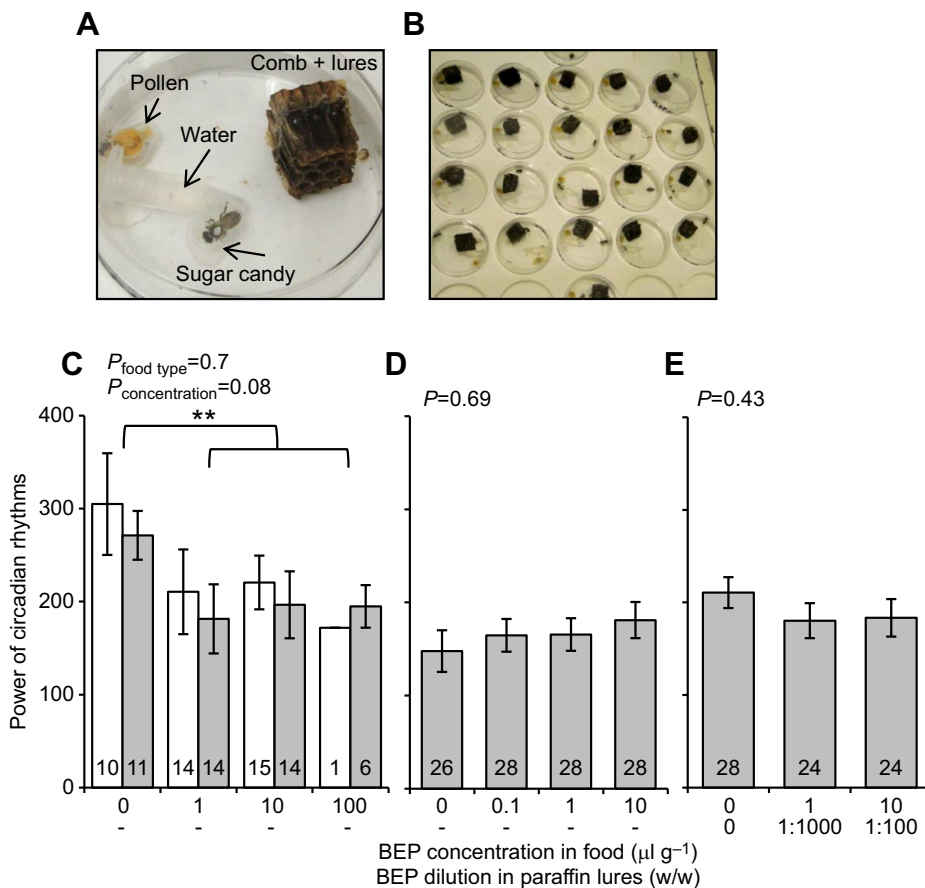 A
B
Comb + lures
Pollen
Water
Sugar candy
C
P food type=0.7
P concentration=0.08
D
P=0.69
E
P=0.43
**
400
300
200
100
0
Power of circadian rhythms
10 11 14 14 15 14 1 6
26 28 28 28
28 24 24
0 1 10 100
- - - -
0 0.1 1 10
- - - -
0 1 10
0 1:1000 1:100
BEP concentration in food (µl g⁻¹)
BEP dilution in paraffin lures (w/w)